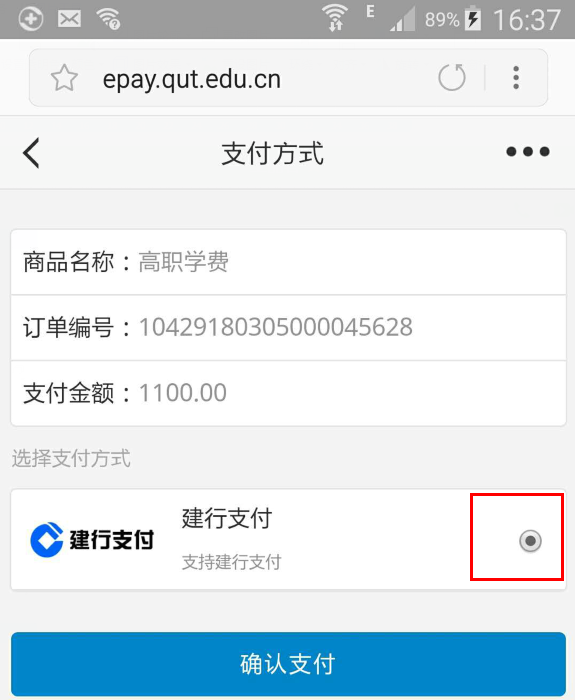 E 89% 16:37
epay.qut.edu.cn
支付方式
商品名称：高职学费
订单编号：10429180305000045628
支付金额：1100.00
选择支付方式
建行支付
建行支付
支持建行支付
确认支付